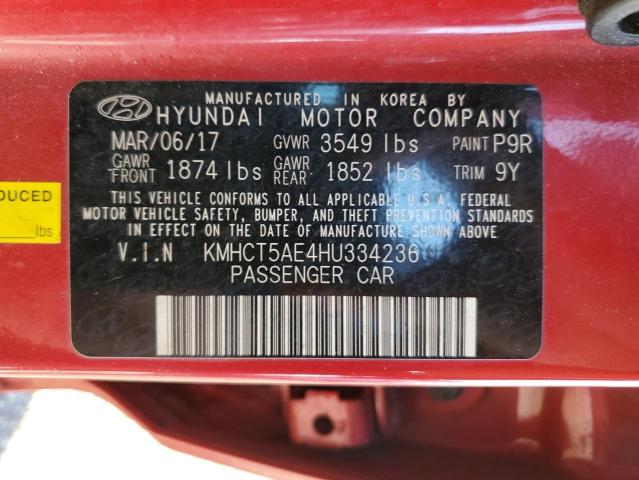 MANUFACTURED IN KOREA BY
HYUNDAI MOTOR COMPANY
MAR/06/17 GVWR 3549 lbs PAINT P9R
GAWR FRONT 1874 lbs GAWR REAR 1852 lbs TRIM 9Y
THIS VEHICLE CONFORMS TO ALL APPLICABLE U.S.A. FEDERAL
MOTOR VEHICLE SAFETY, BUMPER, AND THEFT PREVENTION STANDARDS
IN EFFECT ON THE DATE OF MANUFACTURE SHOWN ABOVE
V.I.N KMHCT5AE4HU334236
PASSENGER CAR
DUCED
lbs